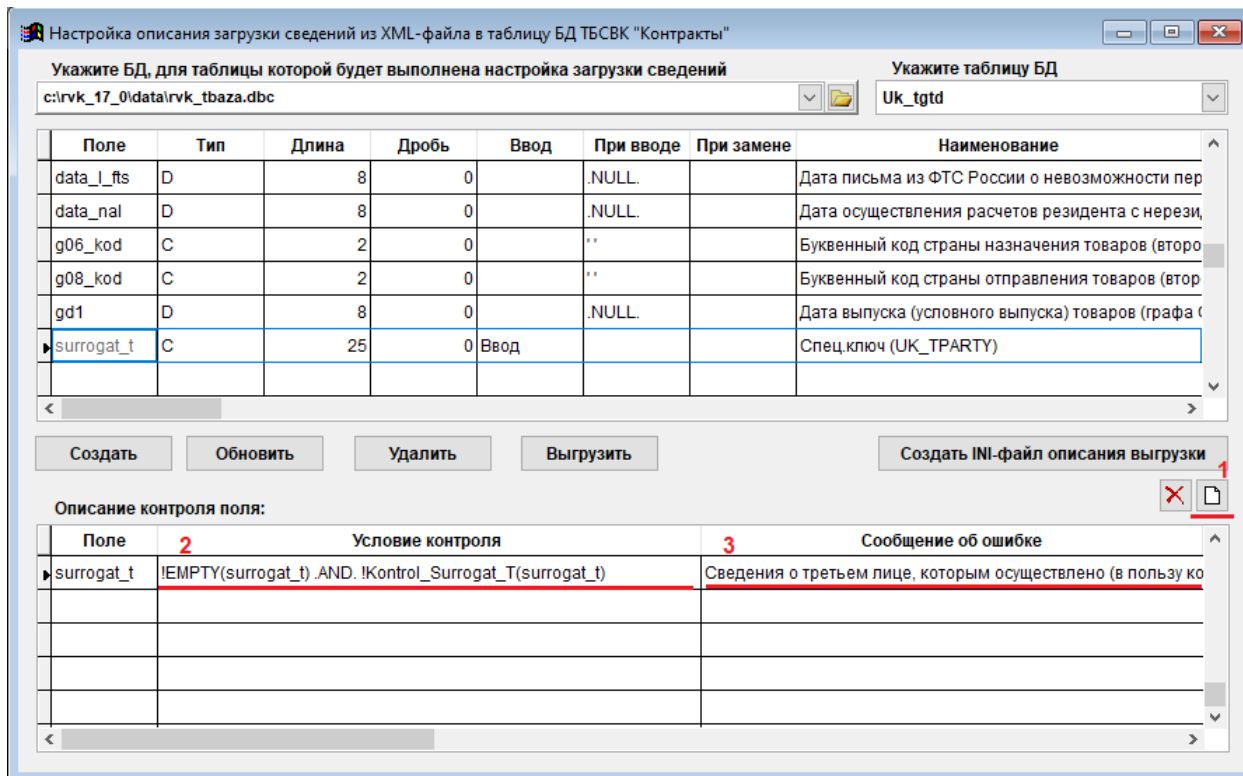 Настройка описания загрузки сведений из XML-файла в таблицу БД ТБСВК "Контракты"
Укажите БД, для таблицы которой будет выполнена настройка загрузки сведений Укажите таблицу БД
c:\rvk_17_0\data\rvk_tbaza.dbc Uk_tgtd
Поле Тип Длина Дробь Ввод При вводе При замене Наименование
data_l_fts D 8 0 .NULL. Дата письма из ФТС России о невозможности пер
data_nal D 8 0 .NULL. Дата осуществления расчетов резидента с нерези
g06_kod C 2 0 ' ' Буквенный код страны назначения товаров (второ
g08_kod C 2 0 ' ' Буквенный код страны отправления товаров (втор
gd1 D 8 0 .NULL. Дата выпуска (условного выпуска) товаров (графа
surrogat_t C 25 0 Ввод Спец.ключ (UK_TPARTY)
Создать Обновить Удалить Выгрузить Создать INI-файл описания выгрузки
1
Описание контроля поля:
Поле 2 Условие контроля 3 Сообщение об ошибке
surrogat_t !EMPTY(surrogat_t) .AND. !Kontrol_Surrogat_T(surrogat_t) Сведения о третьем лице, которым осуществлено (в пользу ко